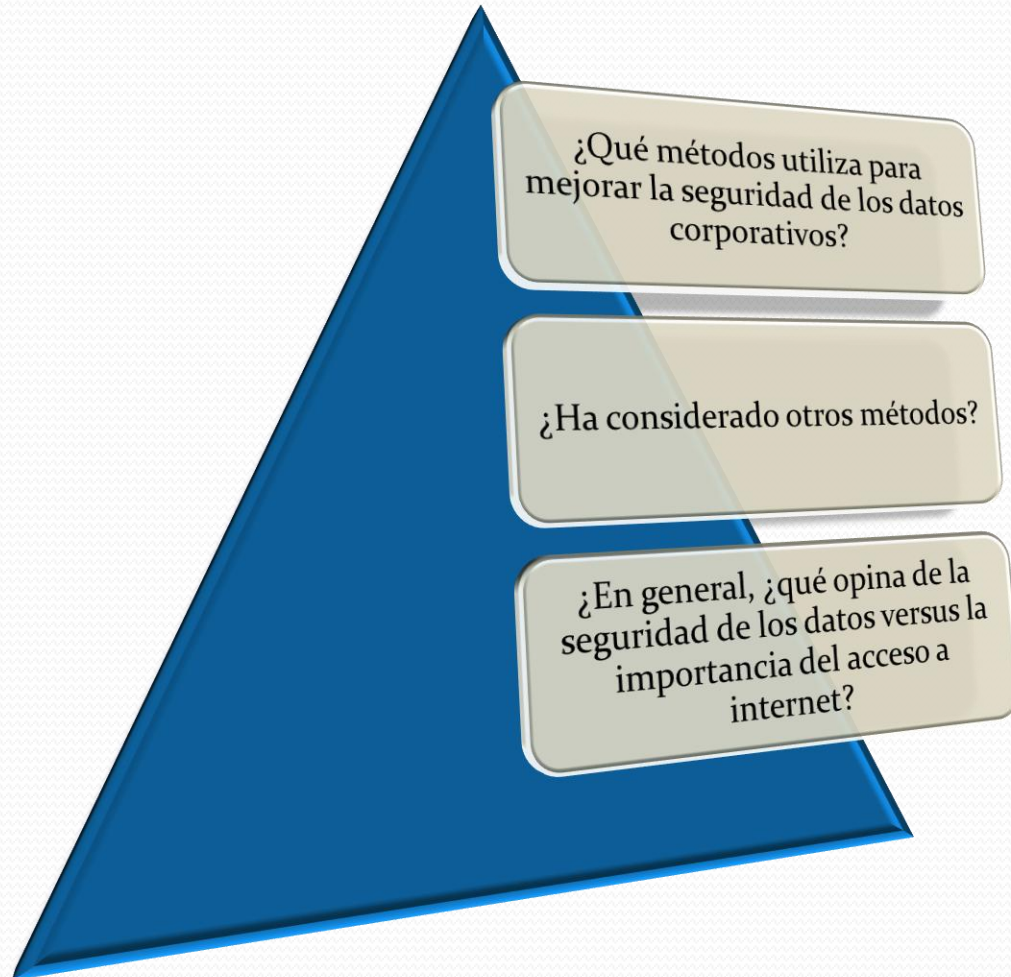 ¿Qué métodos utiliza para
mejorar la seguridad de los datos
corporativos?
¿Ha considerado otros métodos?
¿En general, ¿qué opina de la
seguridad de los datos versus la
importancia del acceso a
internet?